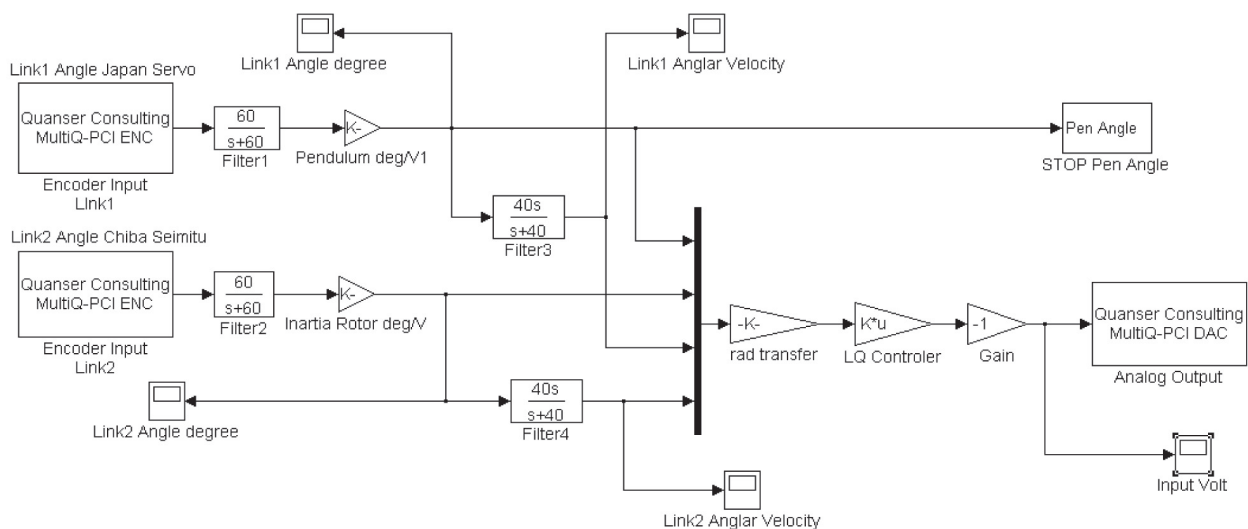 Link1 Angle degree
Link1 Anglar Velocity
Link1 Angle Japan Servo
Quanser Consulting
MultiQ-PCI ENC
Encoder Input
LInk1
60
s+60
Filter1
K-
Pendulum deg/V1
Pen Angle
STOP Pen Angle
40s
s+40
Filter3
Link2 Angle Chiba Seimitu
Quanser Consulting
MultiQ-PCI ENC
Encoder Input
Link2
60
s+60
Filter2
K-
Inartia Rotor deg/V
-K-
rad transfer
K*u
LQ Controler
-1
Gain
Quanser Consulting
MultiQ-PCI DAC
Analog Output
Link2 Angle degree
40s
s+40
Filter4
Input Volt
Link2 Anglar Velocity